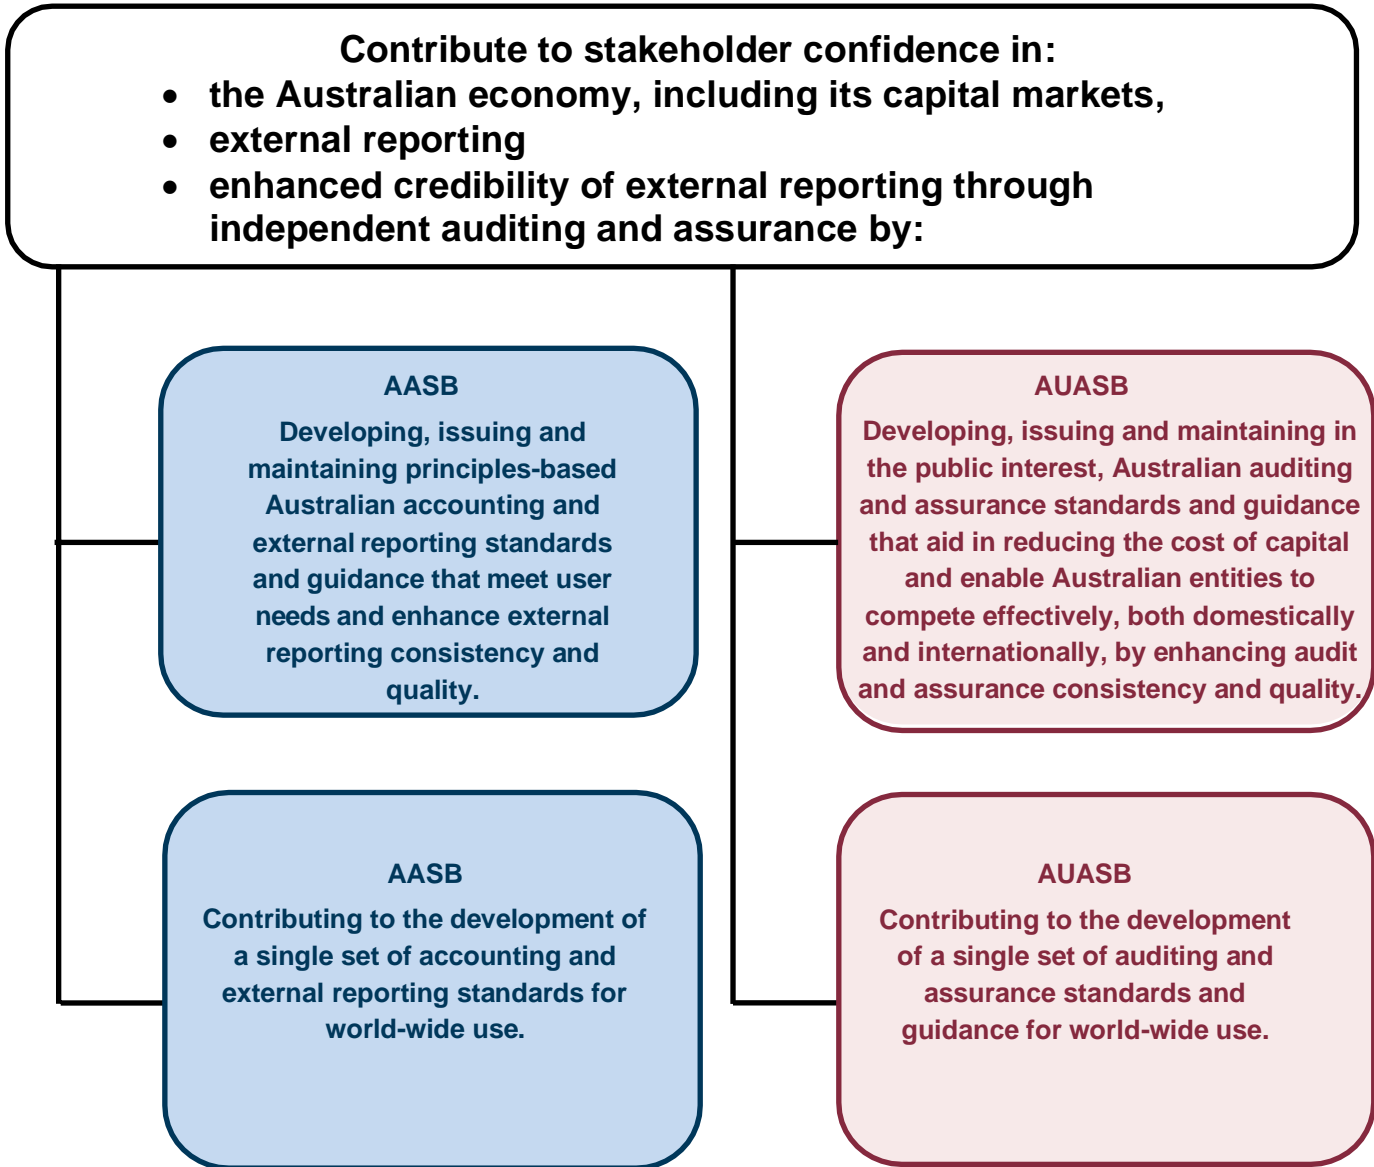 Contribute to stakeholder confidence in:
• the Australian economy, including its capital markets,
• external reporting
• enhanced credibility of external reporting through
independent auditing and assurance by:
AASB
Developing, issuing and
maintaining principles-based
Australian accounting and
external reporting standards
and guidance that meet user
needs and enhance external
reporting consistency and
quality.
AUASB
Developing, issuing and maintaining in
the public interest, Australian auditing
and assurance standards and guidance
that aid in reducing the cost of capital
and enable Australian entities to
compete effectively, both domestically
and internationally, by enhancing audit
and assurance consistency and quality.
AASB
Contributing to the development of
a single set of accounting and
external reporting standards for
world-wide use.
AUASB
Contributing to the development
of a single set of auditing and
assurance standards and
guidance for world-wide use.